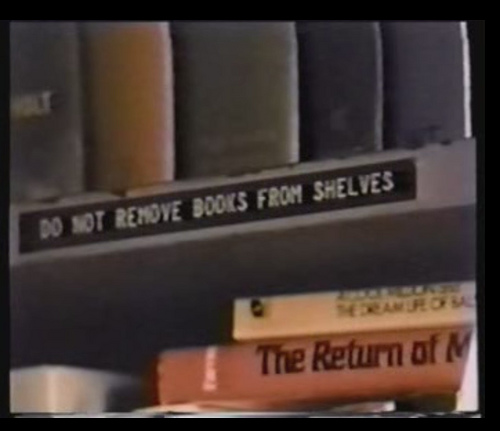 DO NOT REMOVE BOOKS FROM SHELVES
THE DREAM LIFE OF
The Return of M